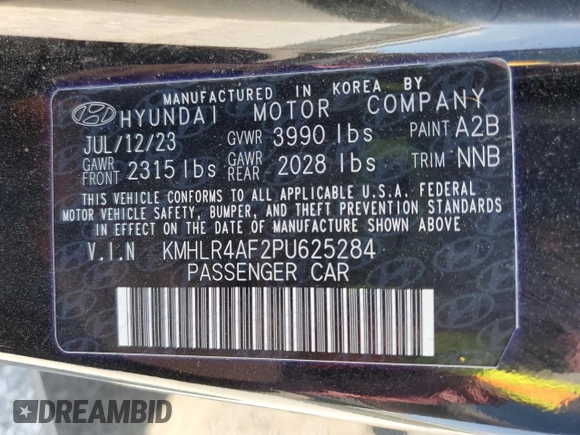 MANUFACTURED IN KOREA BY
HYUNDAI MOTOR COMPANY
JUL/12/23 GVWR 3990 lbs PAINT A2B
GAWR FRONT 2315 lbs GAWR REAR 2028 lbs TRIM NNB
THIS VEHICLE CONFORMS TO ALL APPLICABLE U.S.A. FEDERAL
MOTOR VEHICLE SAFETY, BUMPER, AND THEFT PREVENTION STANDARDS
IN EFFECT ON THE DATE OF MANUFACTURE SHOWN ABOVE.
V.I.N KMHLR4AF2PU625284
PASSENGER CAR
DREAMBID